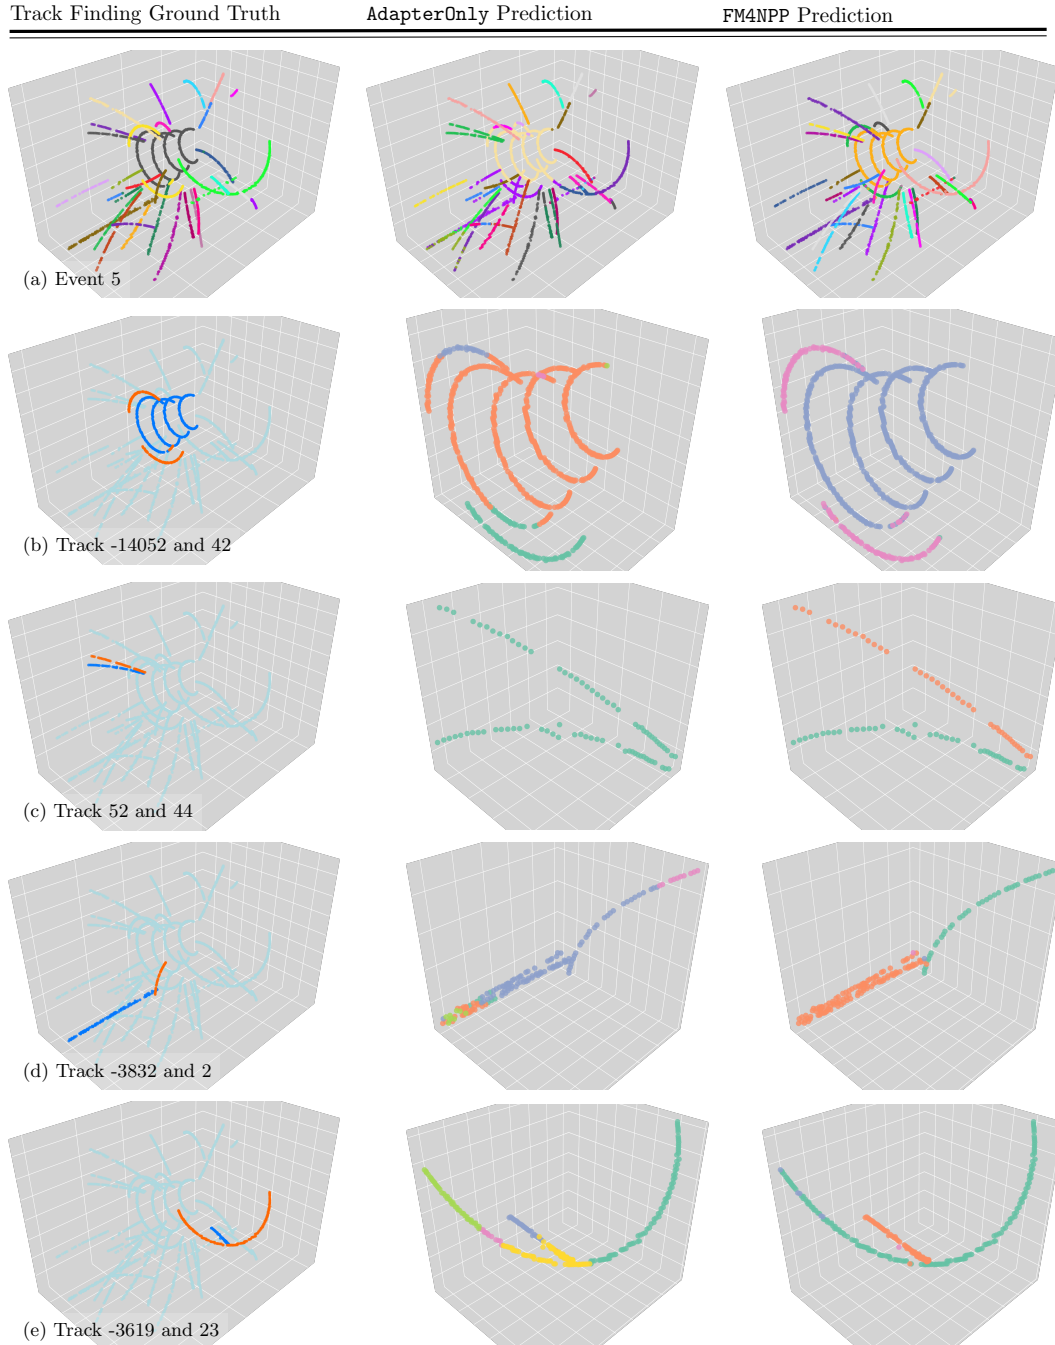 Track Finding Ground Truth AdapterOnly Prediction FM4NPP Prediction
(a) Event 5
(b) Track -14052 and 42
(c) Track 52 and 44
(d) Track -3832 and 2
(e) Track -3619 and 23